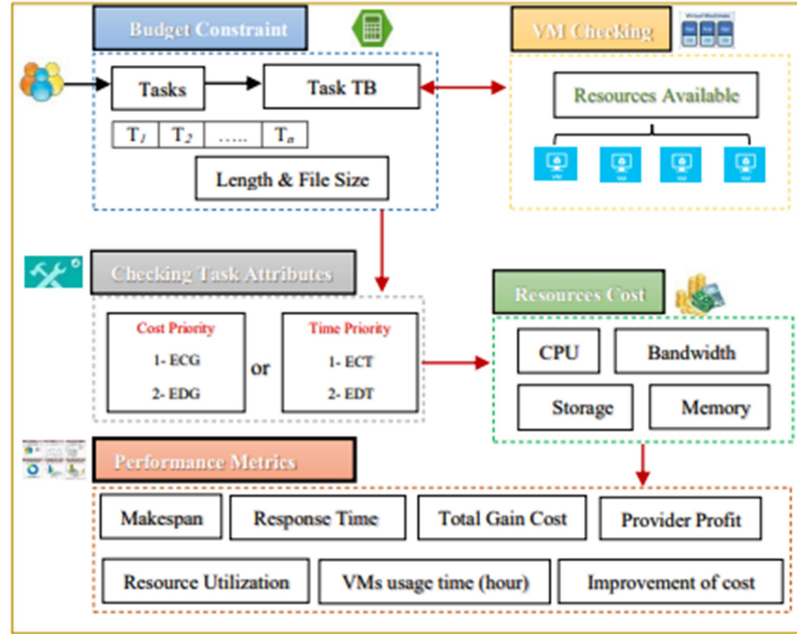 Budget Constraint
VM Checking
Tasks
Task TB
Resources Available
T1 T2 ….. Tn
Length & File Size
Checking Task Attributes
Resources Cost
Cost Priority
1- ECG
2- EDG
or
Time Priority
1- ECT
2- EDT
CPU
Bandwidth
Storage
Memory
Performance Metrics
Makespan
Response Time
Total Gain Cost
Provider Profit
Resource Utilization
VMs usage time (hour)
Improvement of cost